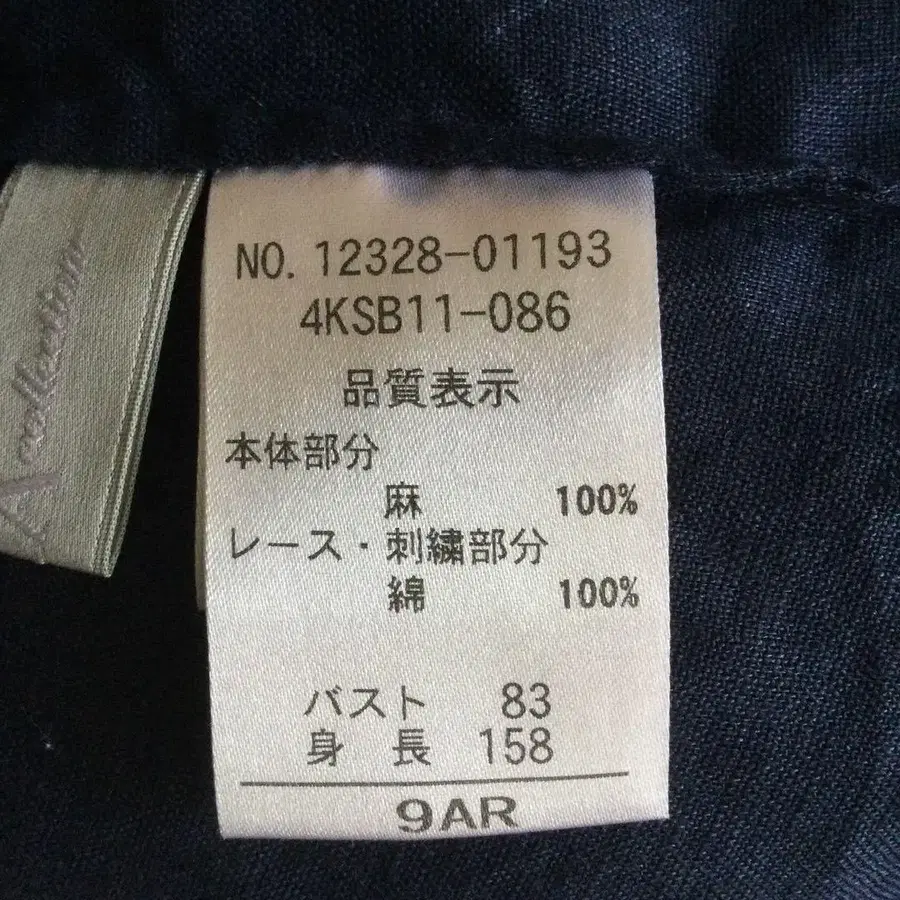 A collection
NO. 12328-01193
4KSB11-086
品質表示
本体部分
麻 100%
レース・刺繍部分
綿 100%
バスト 83
身長 158
9AR